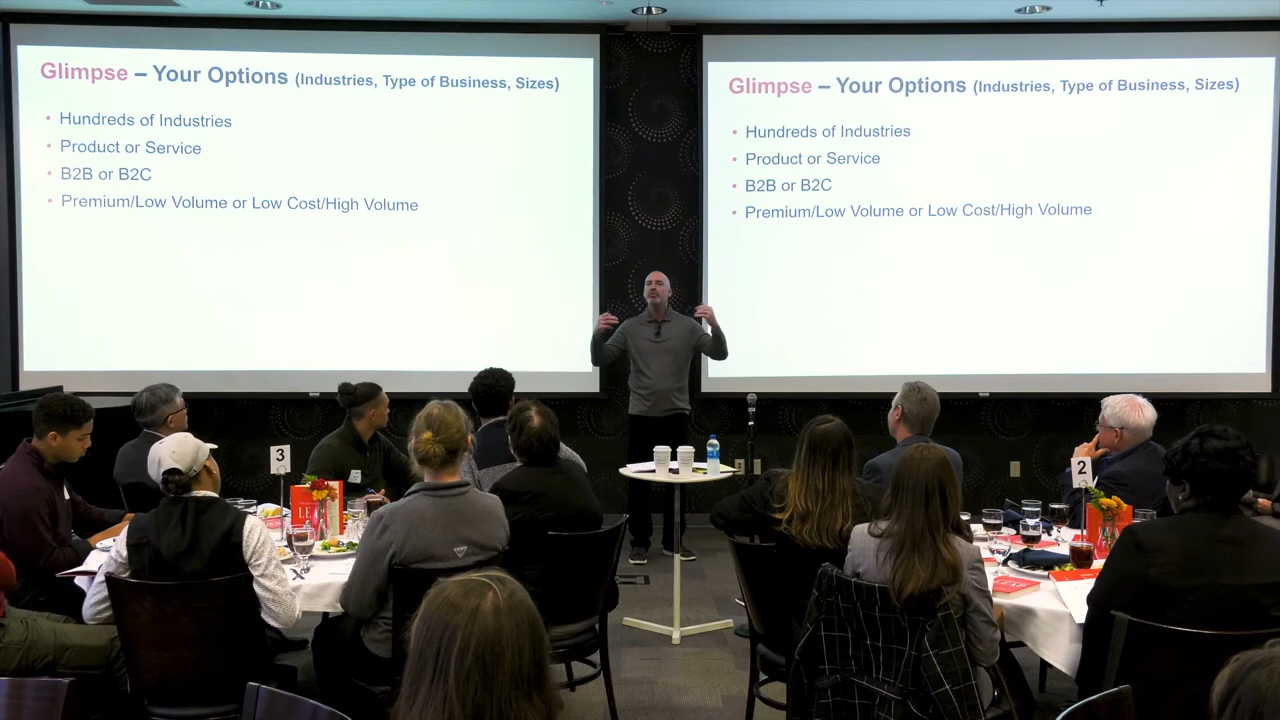 Glimpse – Your Options (Industries, Type of Business, Sizes)
• Hundreds of Industries
• Product or Service
• B2B or B2C
• Premium/Low Volume or Low Cost/High Volume
Glimpse – Your Options (Industries, Type of Business, Sizes)
• Hundreds of Industries
• Product or Service
• B2B or B2C
• Premium/Low Volume or Low Cost/High Volume
3
2
LEAP